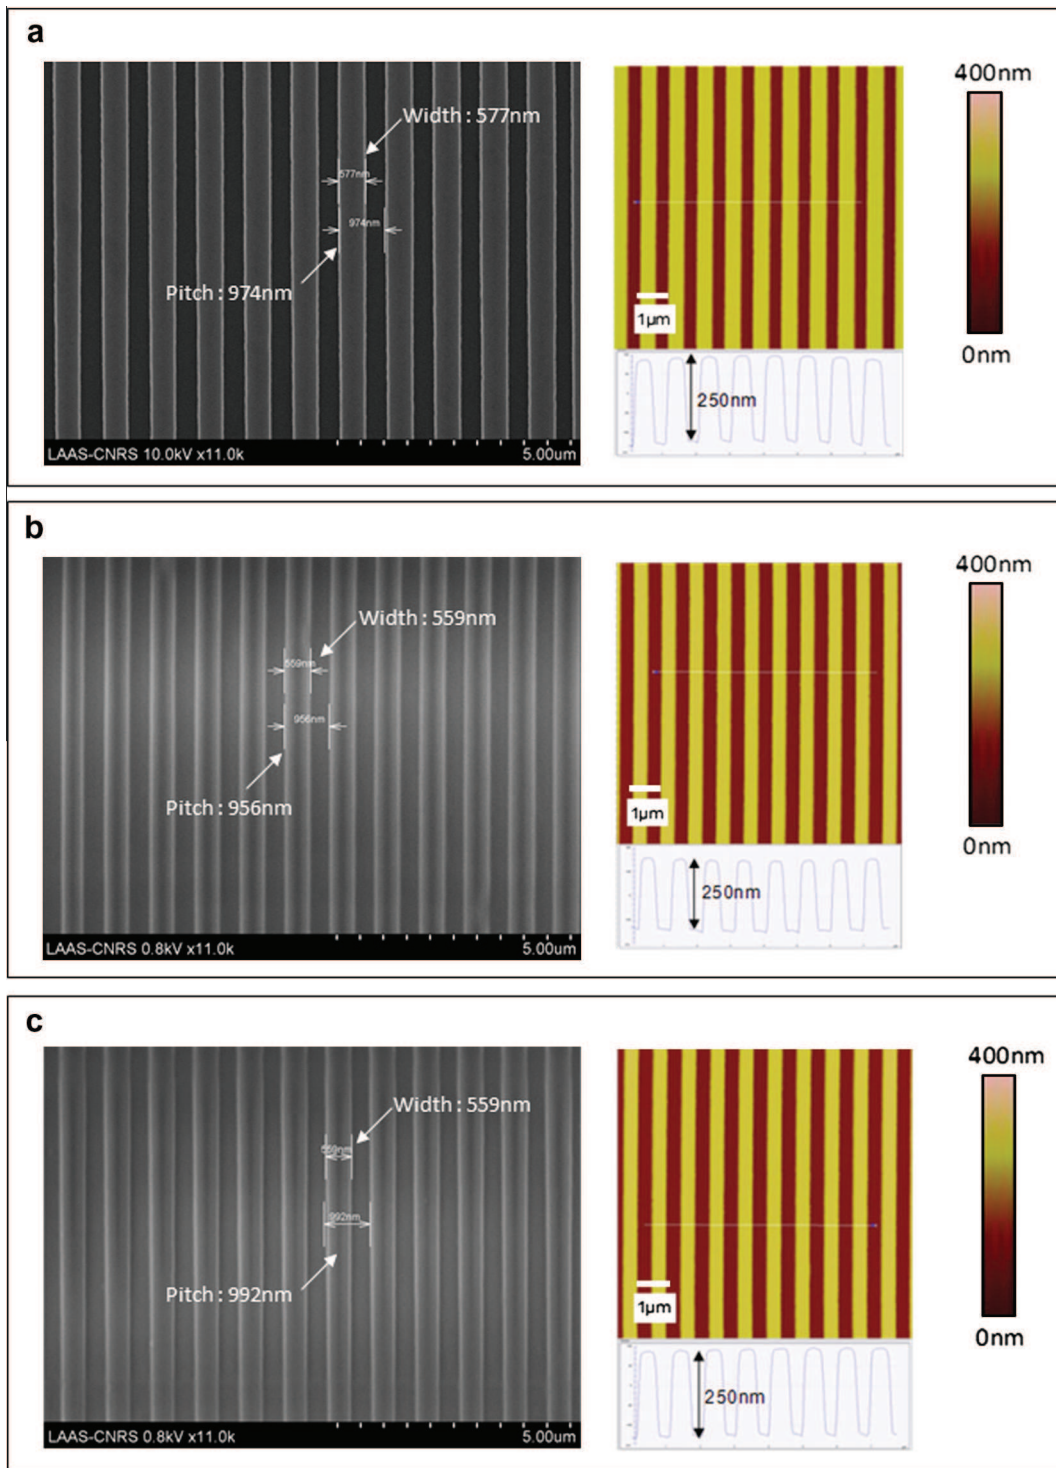 a
Width : 577nm
577nm
974nm
Pitch : 974nm
LAAS-CNRS 10.0kV x11.0k 5.00um
1µm
250nm
400nm
0nm
b
Width : 559nm
559nm
956nm
Pitch : 956nm
LAAS-CNRS 0.8kV x11.0k 5.00um
1µm
250nm
400nm
0nm
c
Width : 559nm
559nm
992nm
Pitch : 992nm
LAAS-CNRS 0.8kV x11.0k 5.00um
1µm
250nm
400nm
0nm